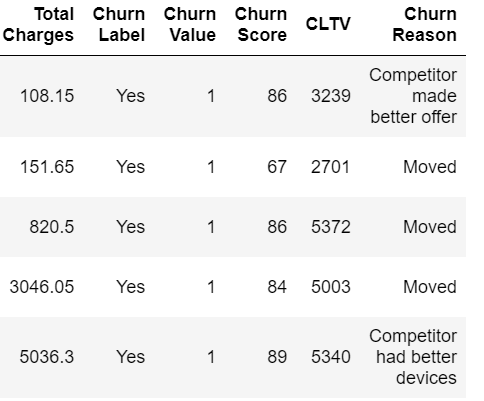 Total Charges Churn Label Churn Value Churn Score CLTV Churn Reason
108.15 Yes 1 86 3239 Competitor made better offer
151.65 Yes 1 67 2701 Moved
820.5 Yes 1 86 5372 Moved
3046.05 Yes 1 84 5003 Moved
5036.3 Yes 1 89 5340 Competitor had better devices